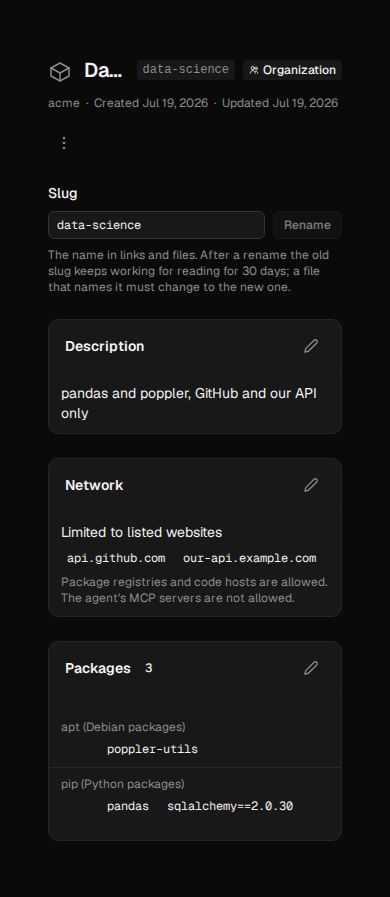 Da... data-science Organization
acme · Created Jul 19, 2026 · Updated Jul 19, 2026
Slug
data-science Rename
The name in links and files. After a rename the old
slug keeps working for reading for 30 days; a file
that names it must change to the new one.
Description
pandas and poppler, GitHub and our API
only
Network
Limited to listed websites
api.github.com our-api.example.com
Package registries and code hosts are allowed.
The agent's MCP servers are not allowed.
Packages 3
apt (Debian packages)
poppler-utils
pip (Python packages)
pandas sqlalchemy==2.0.30